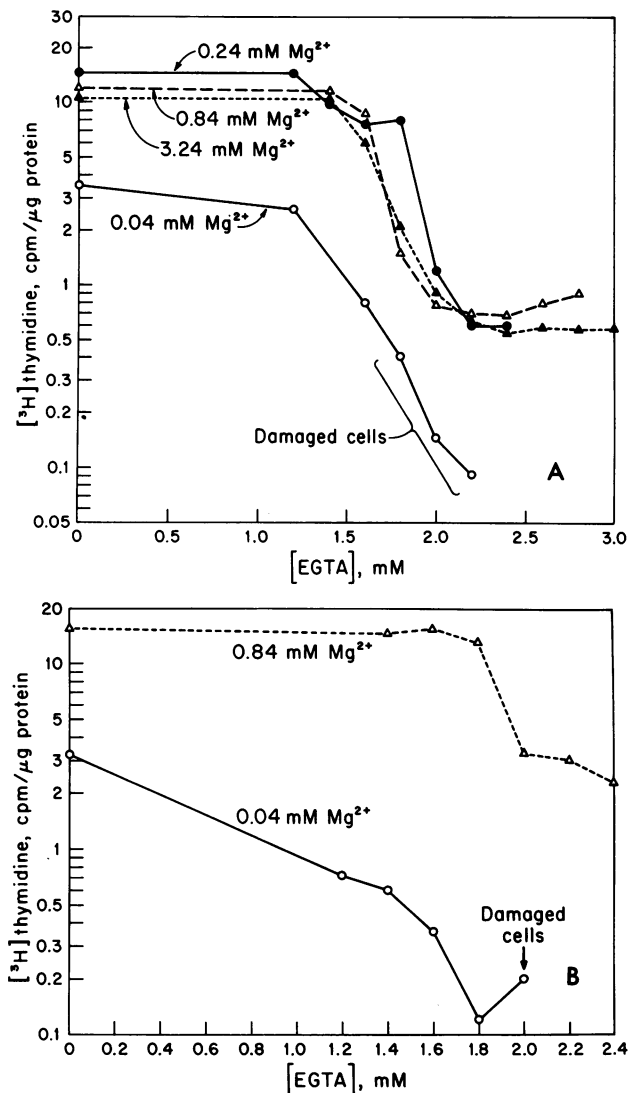 30
20
10
5
3
2
1
0.5
0.3
0.2
0.1
0.05
[³H]thymidine, cpm/μg protein
0.24 mM Mg²⁺
0.84 mM Mg²⁺
3.24 mM Mg²⁺
0.04 mM Mg²⁺
Damaged cells
A
0 1.0 1.5 2.0 2.5 3.0
[EGTA], mM
20
10
5
3
2
1
0.5
0.3
0.2
0.1
[³H]thymidine, cpm/μg protein
0.84 mM Mg²⁺
0.04 mM Mg²⁺
Damaged
cells
B
0 0.2 0.4 0.6 0.8 1.0 1.2 1.4 1.6 1.8 2.0 2.2 2.4
[EGTA], mM